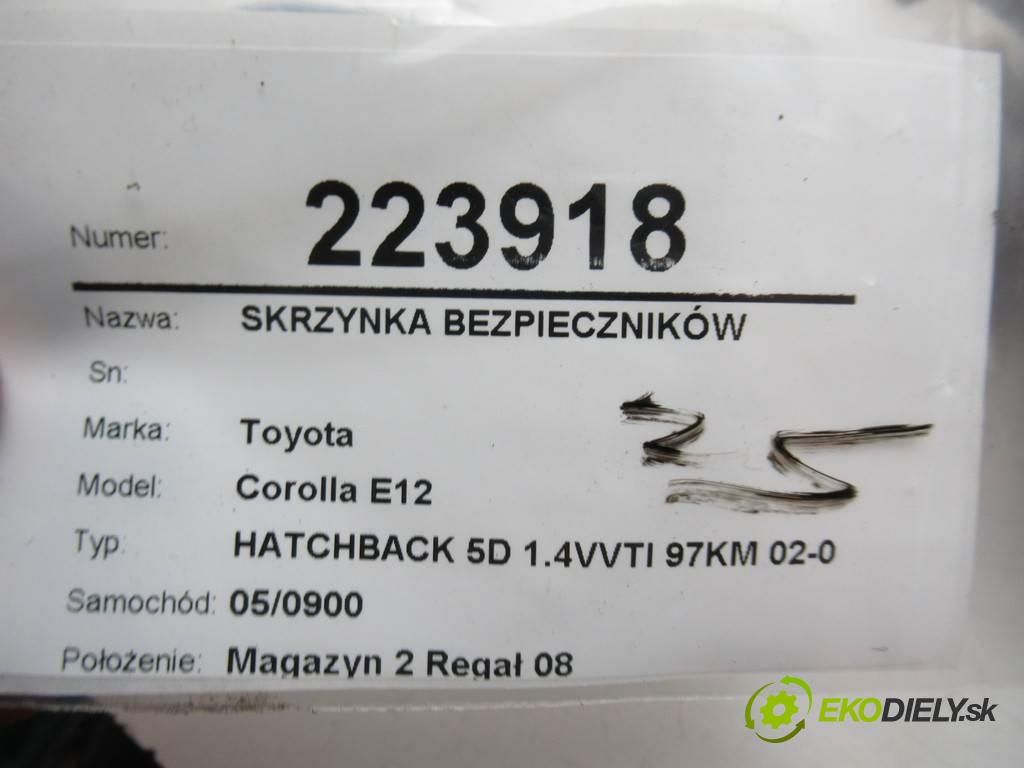 Numer: 223918
Nazwa: SKRZYNKA BEZPIECZNIKÓW
Sn:
Marka: Toyota
Model: Corolla E12
Typ: HATCHBACK 5D 1.4VVTI 97KM 02-0
Samochód: 05/0900
Położenie: Magazyn 2 Regał 08
EKODIELY.sk